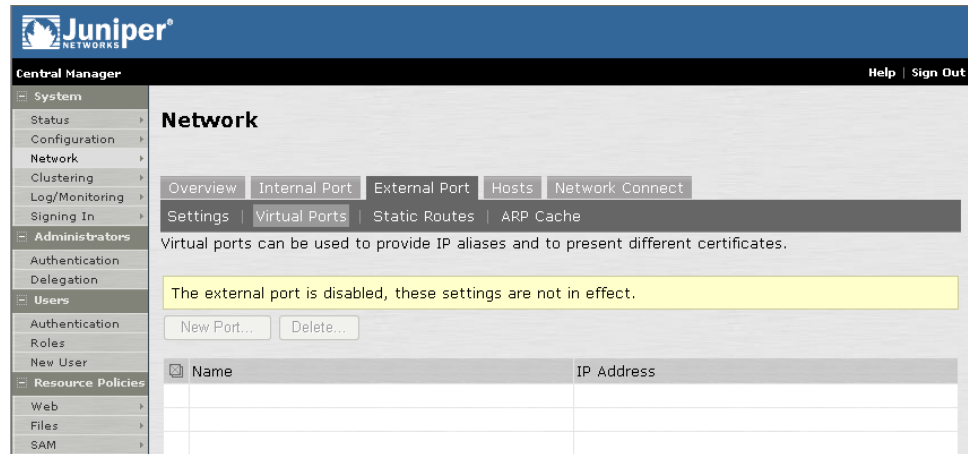 Juniper®
NETWORKS
Central Manager
Help | Sign Out
System
Status
Configuration
Network
Clustering
Log/Monitoring
Signing In
Administrators
Authentication
Delegation
Users
Authentication
Roles
New User
Resource Policies
Web
Files
SAM
Network
Overview Internal Port External Port Hosts Network Connect
Settings | Virtual Ports | Static Routes | ARP Cache
Virtual ports can be used to provide IP aliases and to present different certificates.
The external port is disabled, these settings are not in effect.
New Port... Delete...
Name IP Address